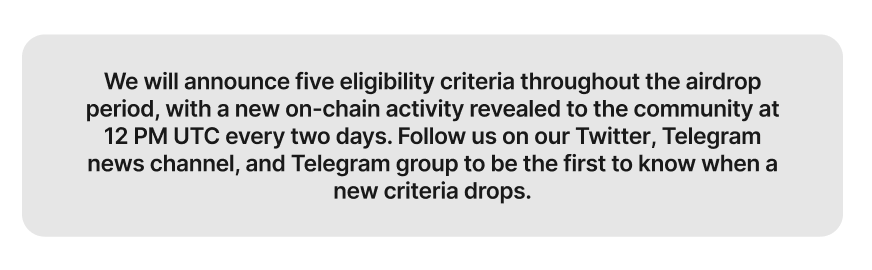 We will announce five eligibility criteria throughout the airdrop
period, with a new on-chain activity revealed to the community at
12 PM UTC every two days. Follow us on our Twitter, Telegram
news channel, and Telegram group to be the first to know when a
new criteria drops.